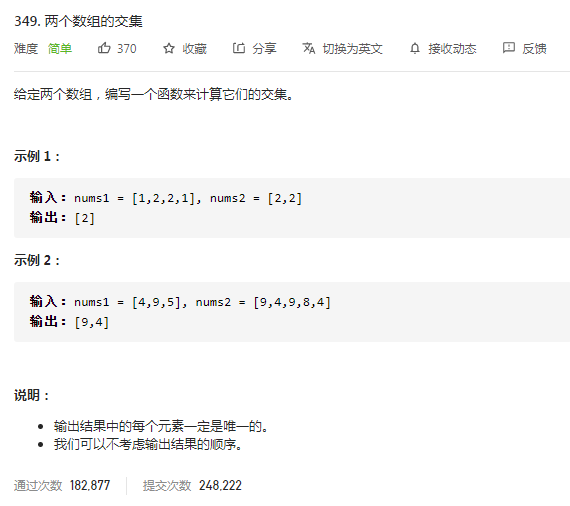 349. 两个数组的交集
难度 简单 370 收藏 分享 切换为英文 接收动态 反馈
给定两个数组，编写一个函数来计算它们的交集。
示例 1：
输入：nums1 = [1,2,2,1], nums2 = [2,2]
输出：[2]
示例 2：
输入：nums1 = [4,9,5], nums2 = [9,4,9,8,4]
输出：[9,4]
说明：
• 输出结果中的每个元素一定是唯一的。
• 我们可以不考虑输出结果的顺序。
通过次数 182,877 提交次数 248,222